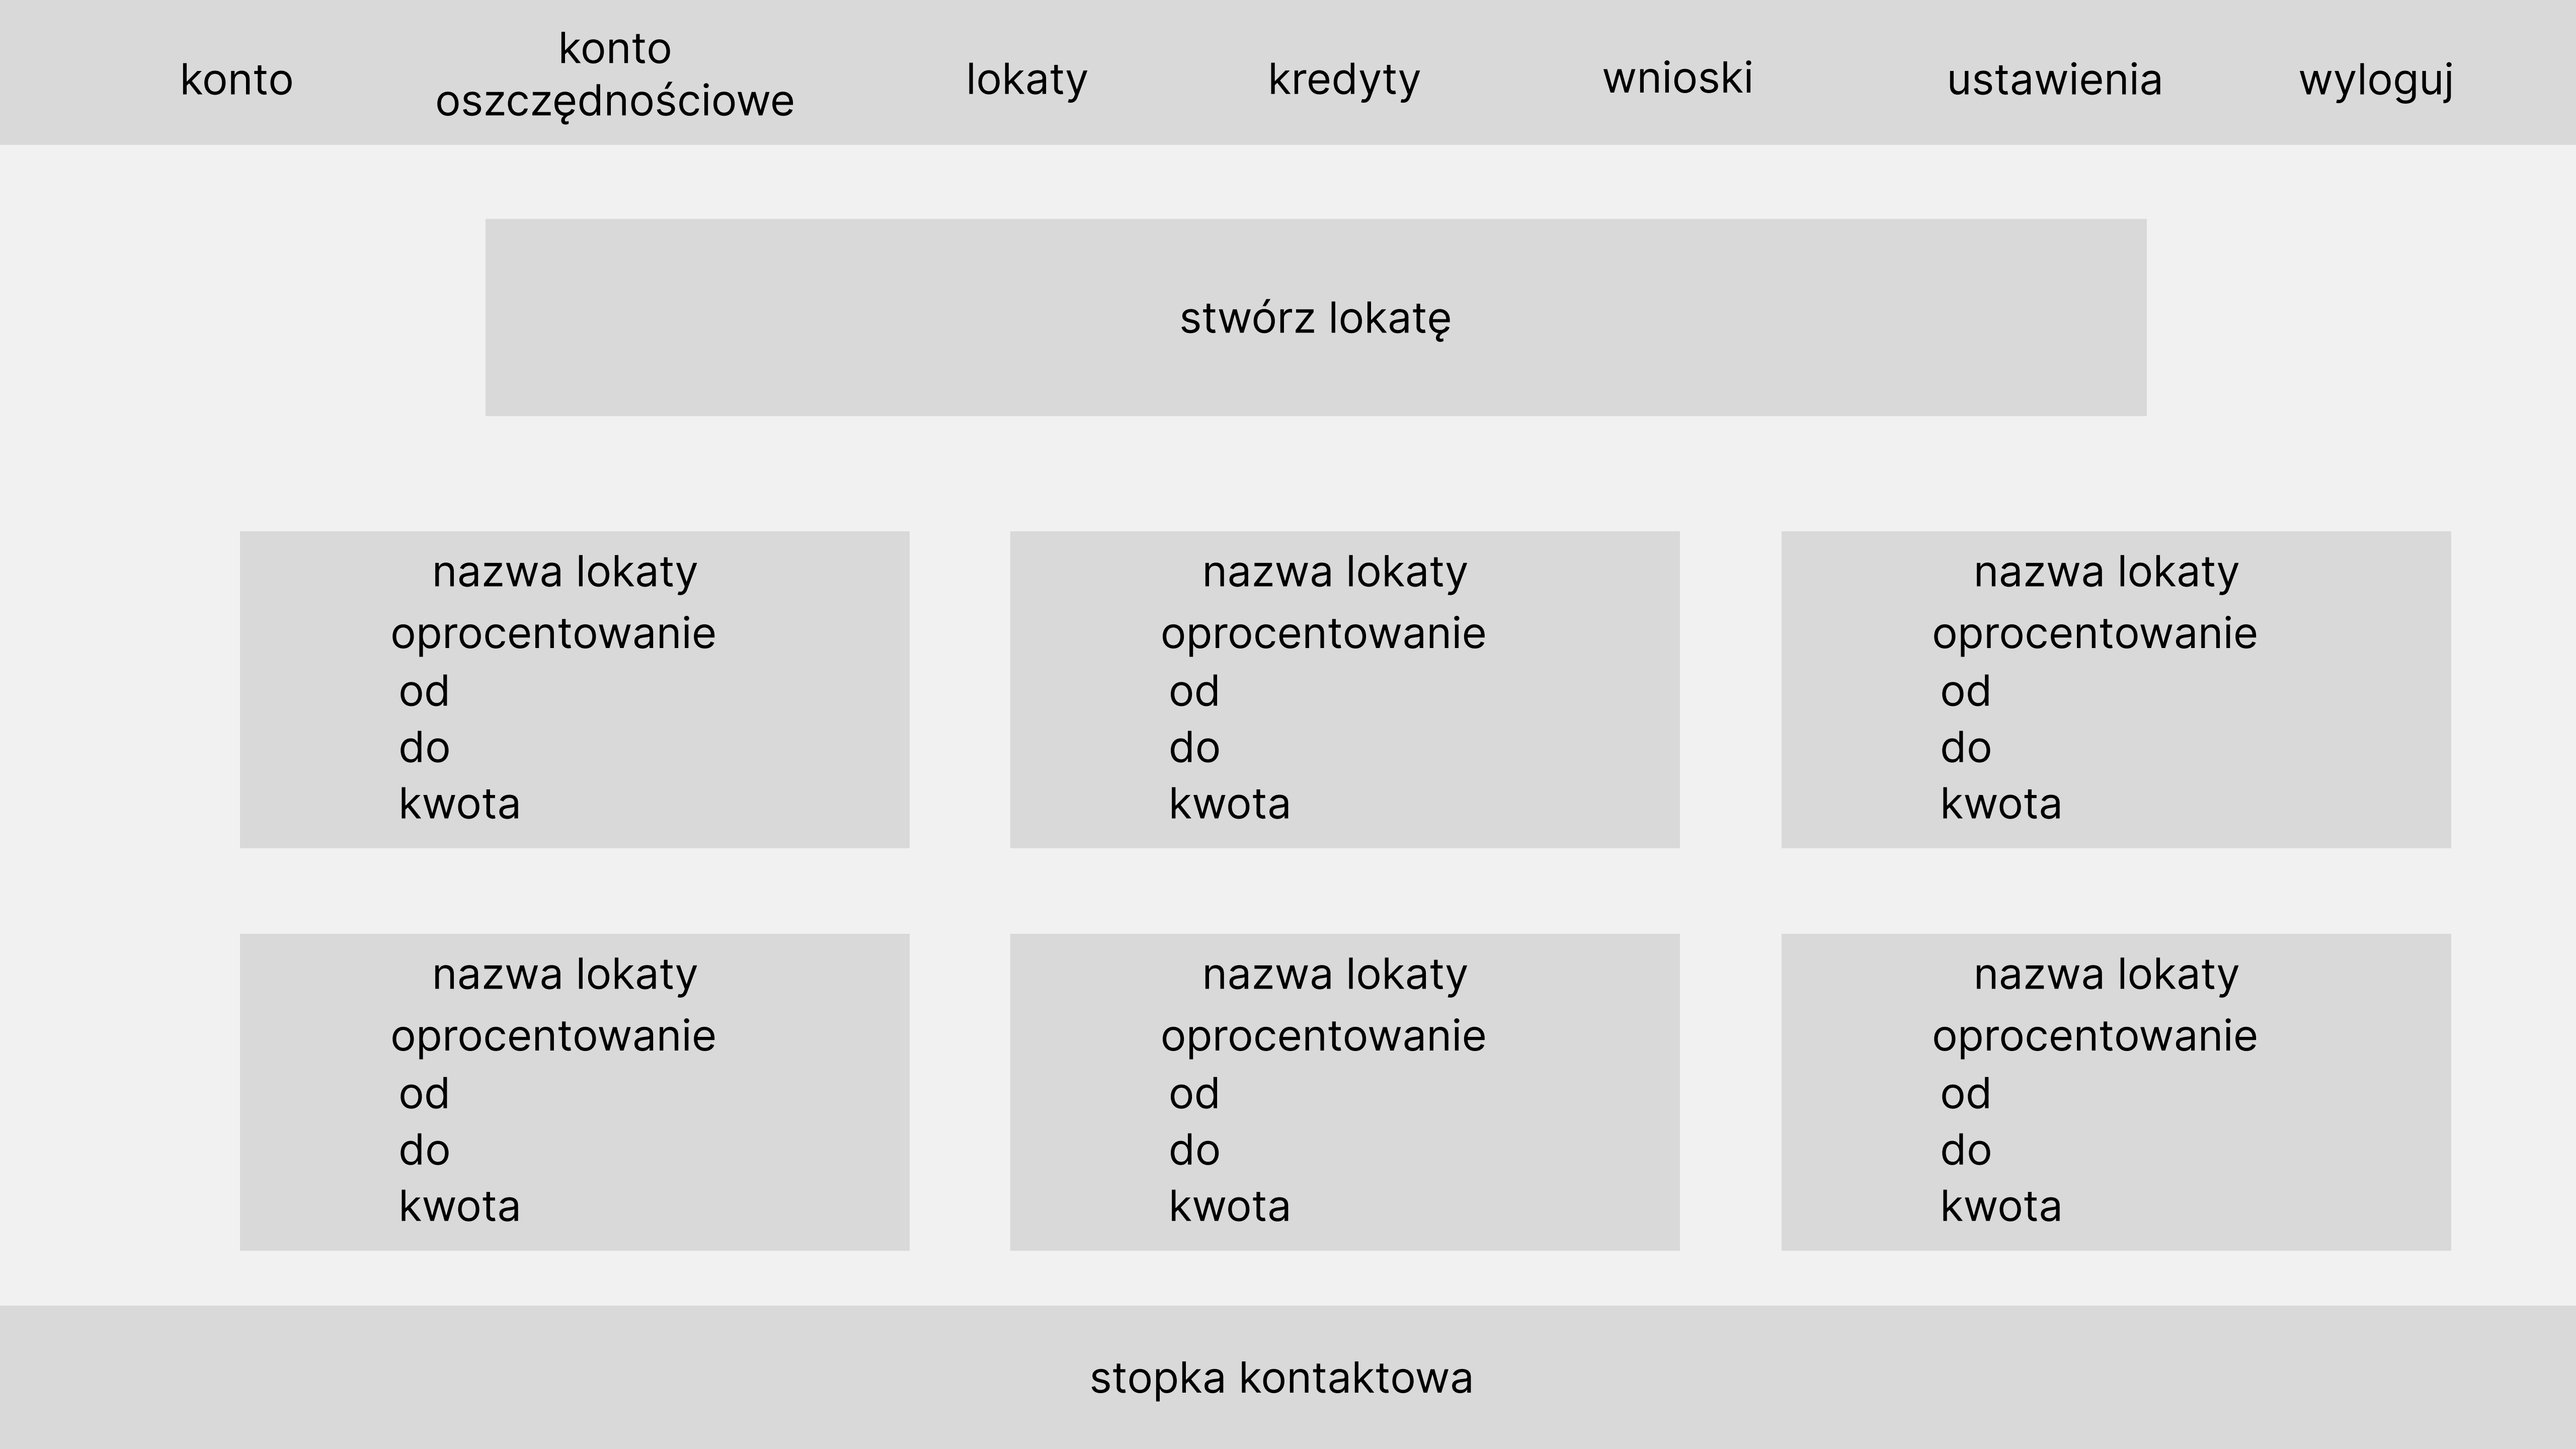 konto
konto
oszczędnościowe
lokaty
kredyty
wnioski
ustawienia
wyloguj
stwórz lokatę
nazwa lokaty
oprocentowanie
od
do
kwota
nazwa lokaty
oprocentowanie
od
do
kwota
nazwa lokaty
oprocentowanie
od
do
kwota
nazwa lokaty
oprocentowanie
od
do
kwota
nazwa lokaty
oprocentowanie
od
do
kwota
nazwa lokaty
oprocentowanie
od
do
kwota
stopka kontaktowa